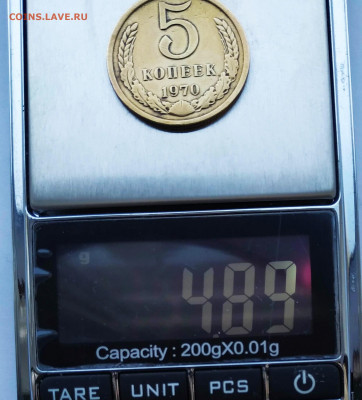 COINS.LAVE.RU
5
КОПЕЕК
1970
g
489
Capacity : 200gX0.01g
TARE UNIT PCS